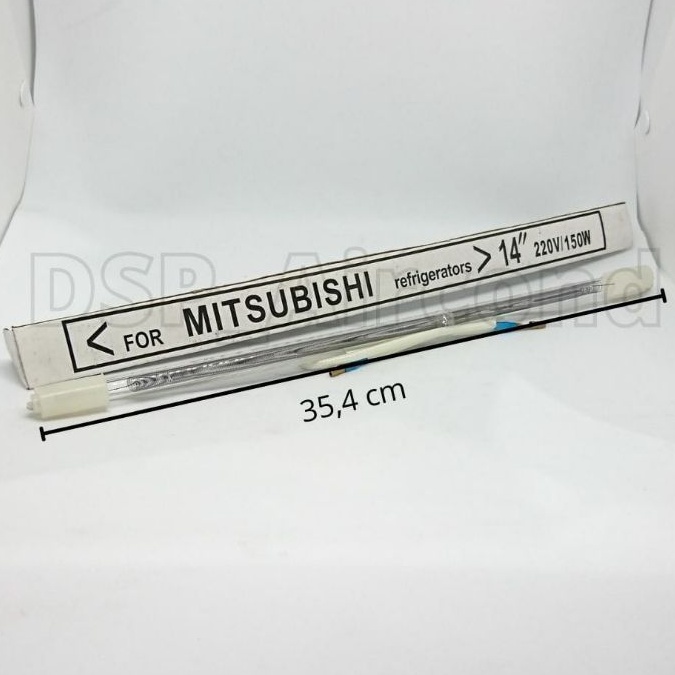 DSP Aircond
< FOR MITSUBISHI refrigerators > 14" 220V/150W
35,4 cm